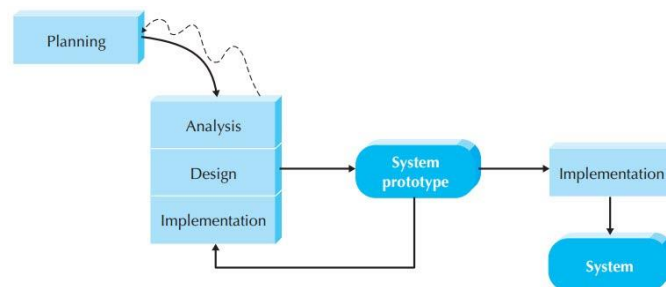 Planning
Analysis
Design
Implementation
System
prototype
Implementation
System